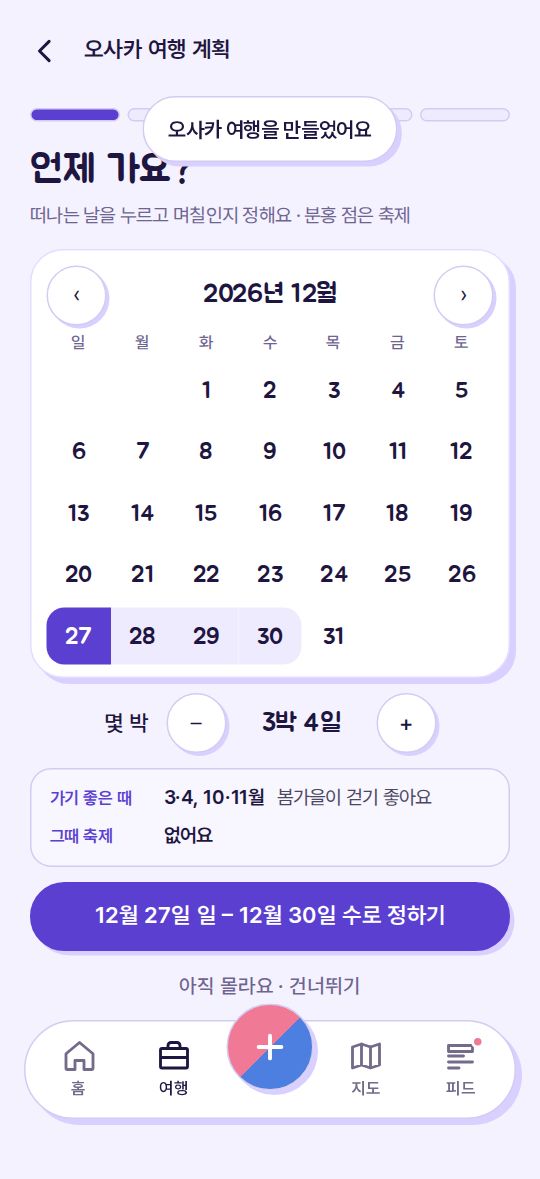 오사카 여행 계획
오사카 여행을 만들었어요
언제 가요?
떠나는 날을 누르고 며칠인지 정해요 · 분홍 점은 축제
‹ 2026년 12월 ›
일 월 화 수 목 금 토
1 2 3 4 5
6 7 8 9 10 11 12
13 14 15 16 17 18 19
20 21 22 23 24 25 26
27 28 29 30 31
몇 박 − 3박 4일 +
가기 좋은 때 3·4, 10·11월 봄가을이 걷기 좋아요
그때 축제 없어요
12월 27일 일 – 12월 30일 수로 정하기
아직 몰라요 · 건너뛰기
홈 여행 지도 피드